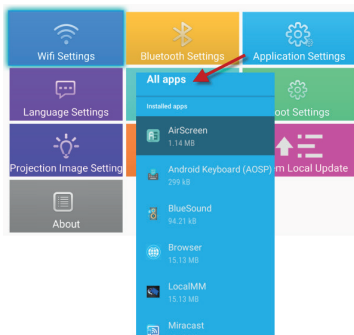 Wifi Settings
Bluetooth Settings
Application Settings
All apps
Language Settings
Installed apps
oot Settings
AirScreen
1.14 MB
Projection Image Setting
Android Keyboard (AOSP)
299 kB
m Local Update
BlueSound
94.21 kB
About
Browser
15.13 MB
LocalMM
15.13 MB
Miracast